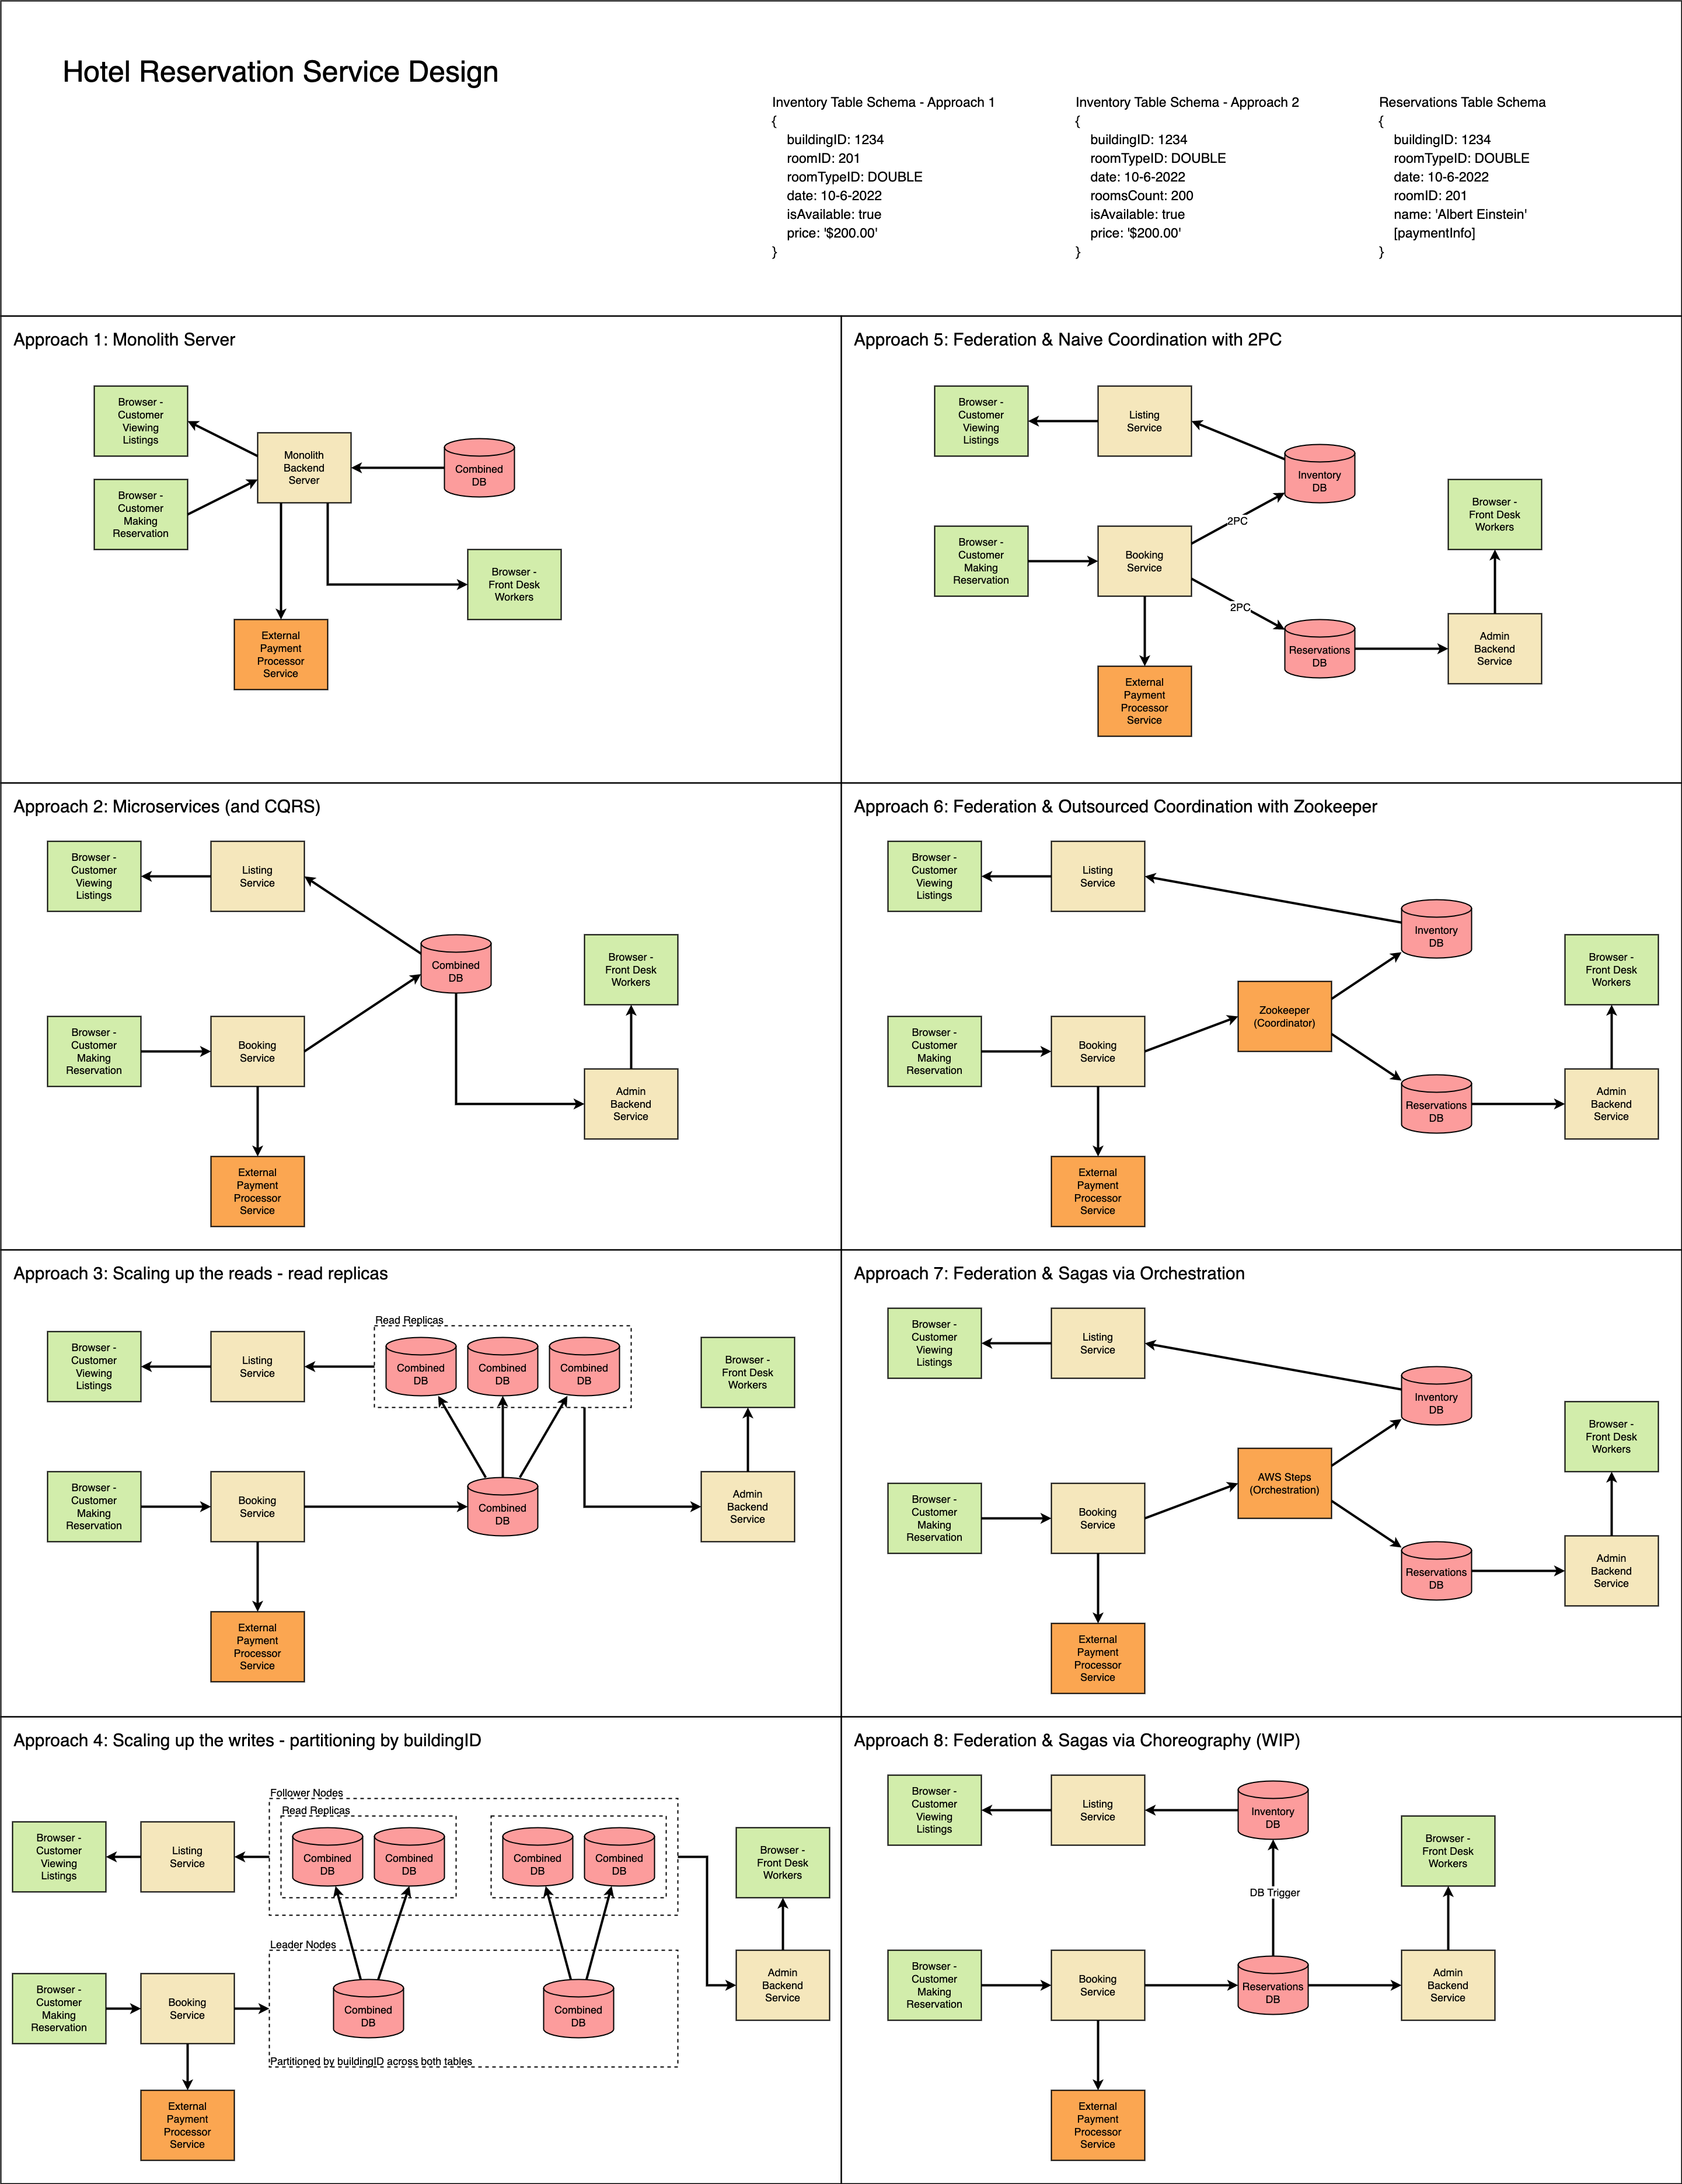 Hotel Reservation Service Design
Inventory Table Schema - Approach 1
{
buildingID: 1234
roomID: 201
roomTypeID: DOUBLE
date: 10-6-2022
isAvailable: true
price: '$200.00'
}
Inventory Table Schema - Approach 2
{
buildingID: 1234
roomTypeID: DOUBLE
date: 10-6-2022
roomsCount: 200
isAvailable: true
price: '$200.00'
}
Reservations Table Schema
{
buildingID: 1234
roomTypeID: DOUBLE
date: 10-6-2022
roomID: 201
name: 'Albert Einstein'
[paymentInfo]
}
Approach 1: Monolith Server
Browser -
Customer
Viewing
Listings
Monolith
Backend
Server
Combined
DB
Browser -
Customer
Making
Reservation
Browser -
Front Desk
Workers
External
Payment
Processor
Service
Approach 5: Federation & Naive Coordination with 2PC
Browser -
Customer
Viewing
Listings
Listing
Service
Inventory
DB
Browser -
Front Desk
Workers
2PC
Browser -
Customer
Making
Reservation
Booking
Service
2PC
Reservations
DB
Admin
Backend
Service
External
Payment
Processor
Service
Approach 2: Microservices (and CQRS)
Browser -
Customer
Viewing
Listings
Listing
Service
Combined
DB
Browser -
Front Desk
Workers
Browser -
Customer
Making
Reservation
Booking
Service
Admin
Backend
Service
External
Payment
Processor
Service
Approach 6: Federation & Outsourced Coordination with Zookeeper
Browser -
Customer
Viewing
Listings
Listing
Service
Inventory
DB
Browser -
Front Desk
Workers
Zookeeper
(Coordinator)
Browser -
Customer
Making
Reservation
Booking
Service
Reservations
DB
Admin
Backend
Service
External
Payment
Processor
Service
Approach 3: Scaling up the reads - read replicas
Read Replicas
Browser -
Customer
Viewing
Listings
Listing
Service
Combined
DB
Combined
DB
Combined
DB
Browser -
Front Desk
Workers
Browser -
Customer
Making
Reservation
Booking
Service
Combined
DB
Admin
Backend
Service
External
Payment
Processor
Service
Approach 7: Federation & Sagas via Orchestration
Browser -
Customer
Viewing
Listings
Listing
Service
Inventory
DB
Browser -
Front Desk
Workers
AWS Steps
(Orchestration)
Browser -
Customer
Making
Reservation
Booking
Service
Reservations
DB
Admin
Backend
Service
External
Payment
Processor
Service
Approach 4: Scaling up the writes - partitioning by buildingID
Follower Nodes
Read Replicas
Browser -
Customer
Viewing
Listings
Listing
Service
Combined
DB
Combined
DB
Combined
DB
Combined
DB
Browser -
Front Desk
Workers
Leader Nodes
Browser -
Customer
Making
Reservation
Booking
Service
Combined
DB
Combined
DB
Admin
Backend
Service
Partitioned by buildingID across both tables
External
Payment
Processor
Service
Approach 8: Federation & Sagas via Choreography (WIP)
Browser -
Customer
Viewing
Listings
Listing
Service
Inventory
DB
Browser -
Front Desk
Workers
DB Trigger
Browser -
Customer
Making
Reservation
Booking
Service
Reservations
DB
Admin
Backend
Service
External
Payment
Processor
Service